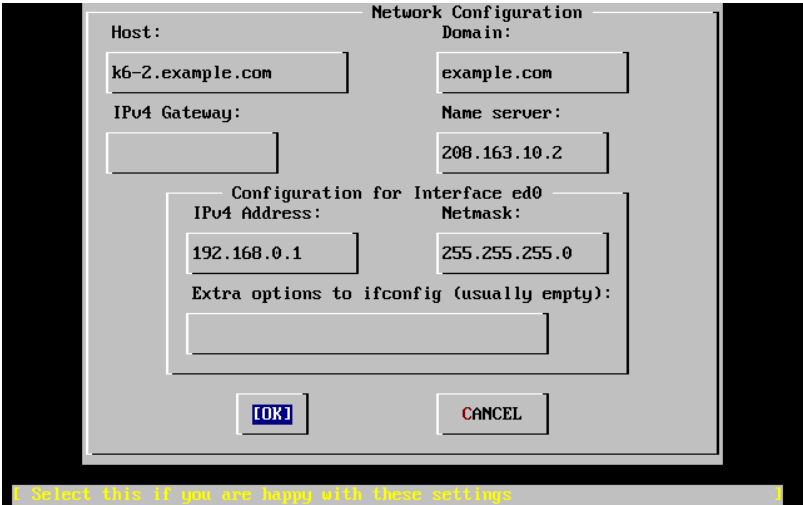 Network Configuration
Host: Domain:
k6-2.example.com example.com
IPv4 Gateway: Name server:
208.163.10.2
Configuration for Interface ed0
IPv4 Address: Netmask:
192.168.0.1 255.255.255.0
Extra options to ifconfig (usually empty):
[OK] CANCEL
[ Select this if you are happy with these settings ]